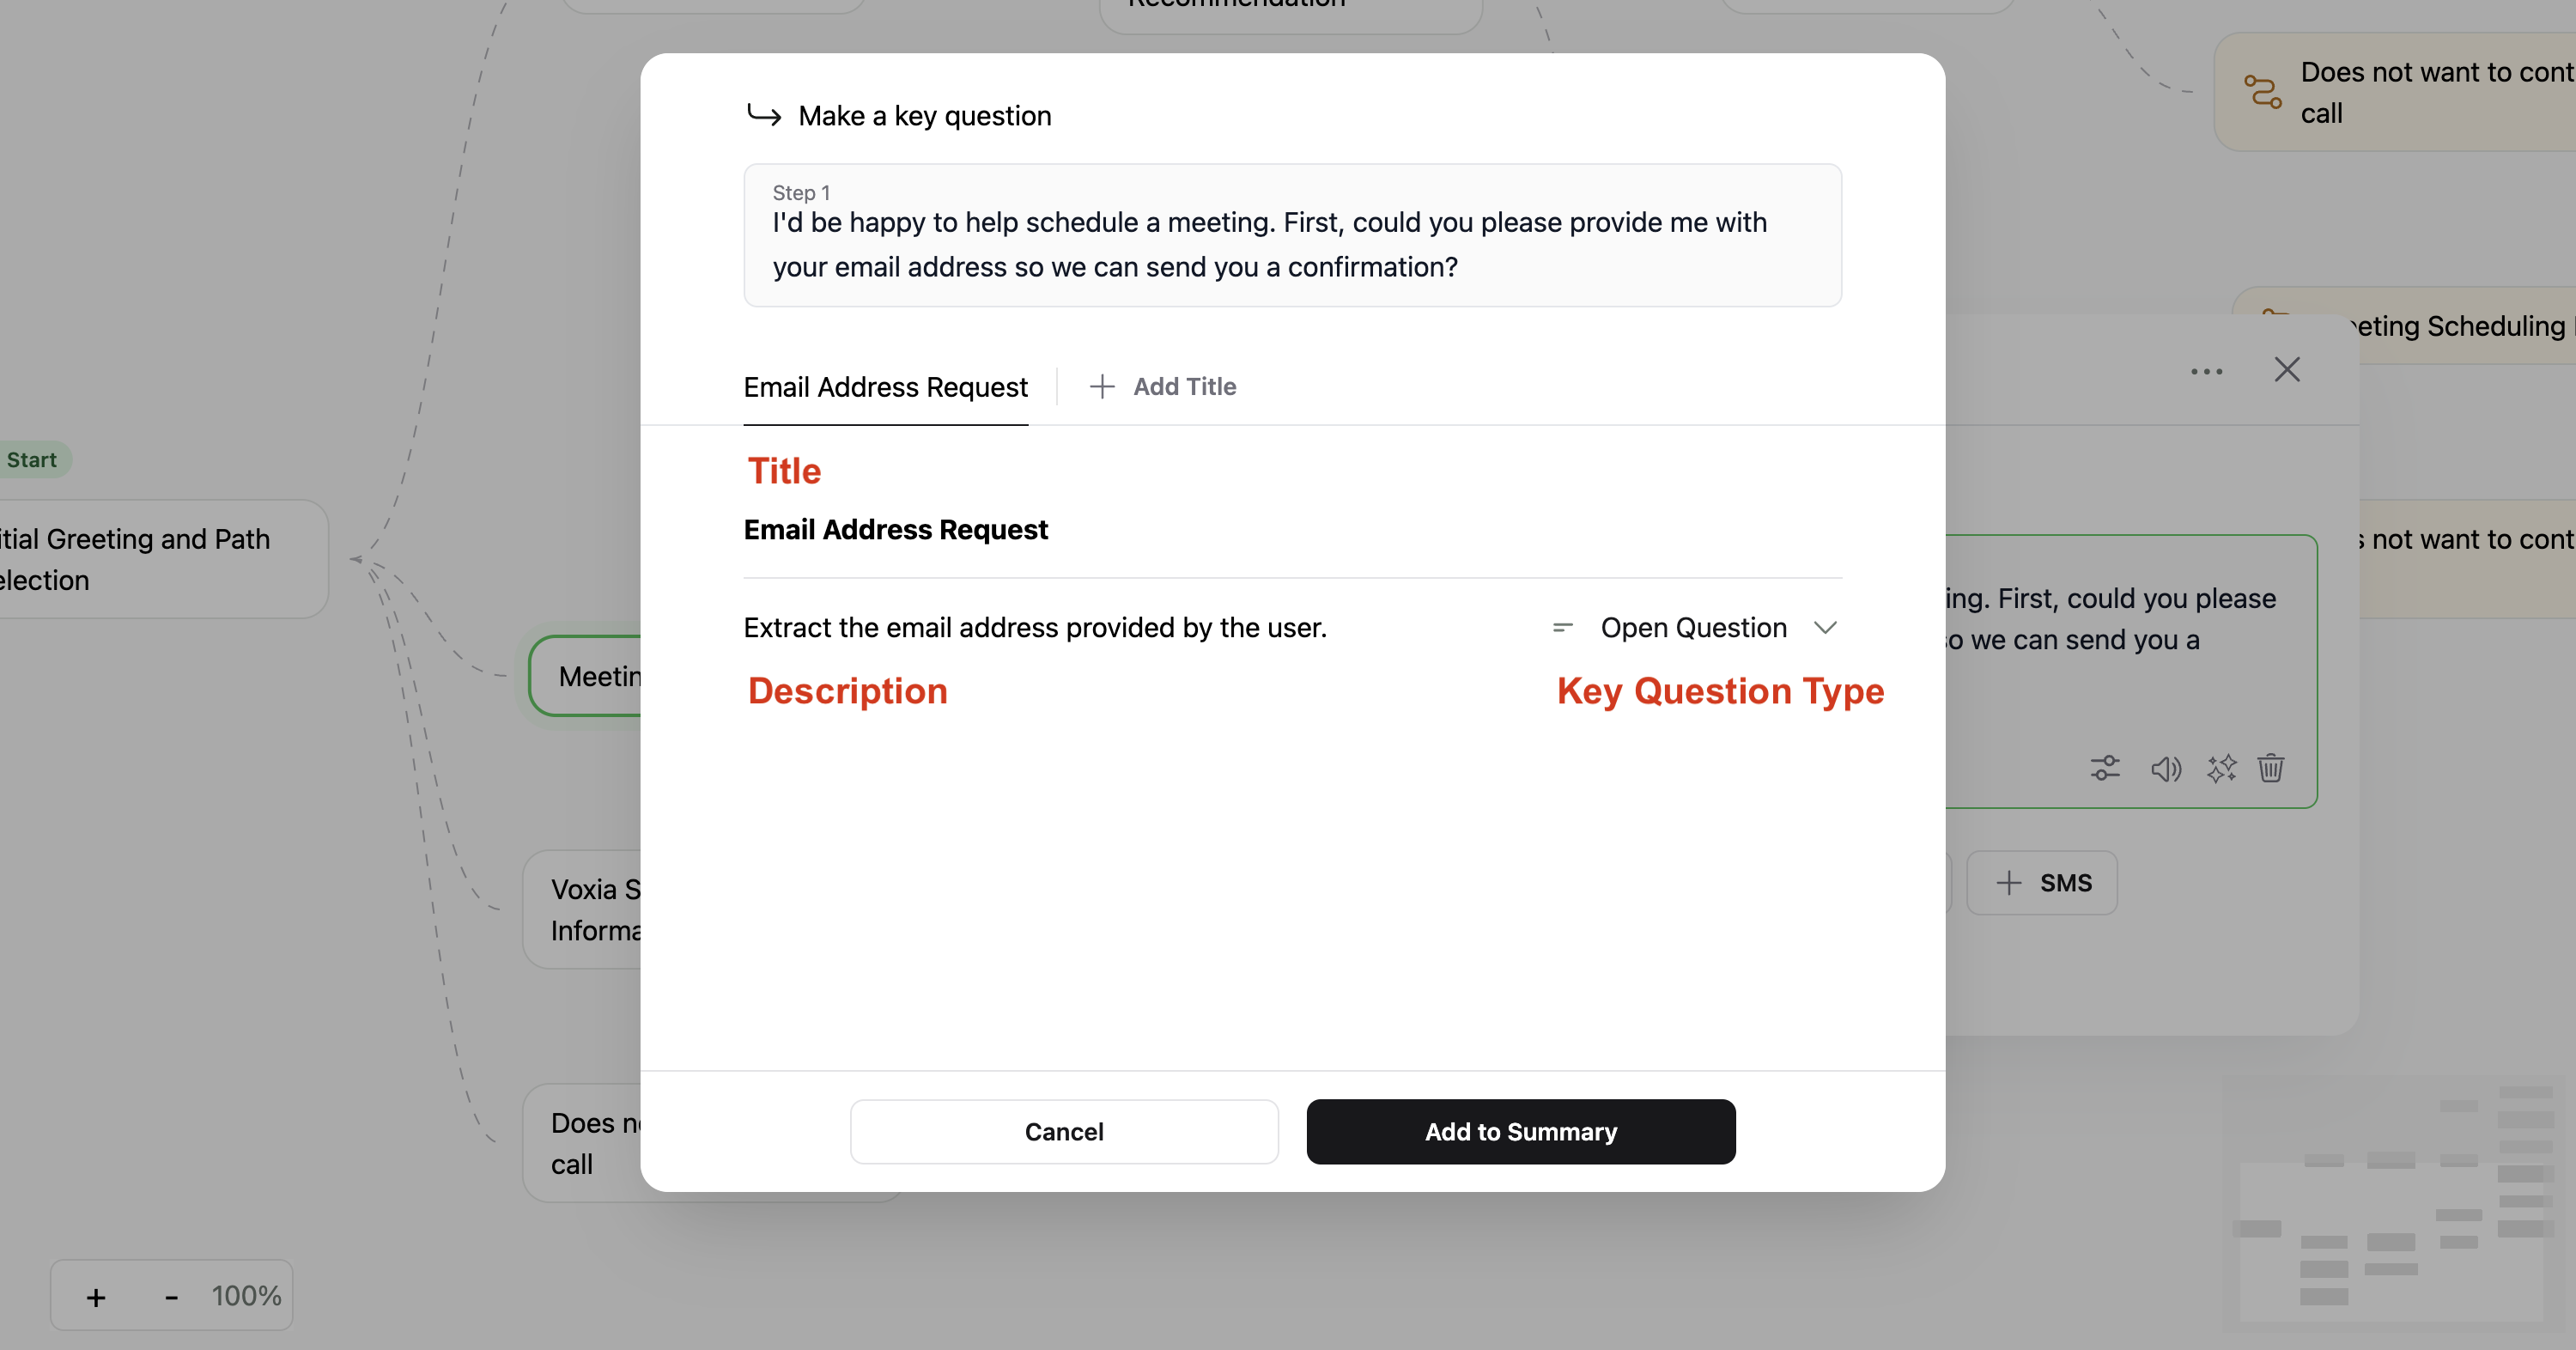 Recommendation
Does not want to cont
call
Make a key question
Step 1
I'd be happy to help schedule a meeting. First, could you please provide me with
your email address so we can send you a confirmation?
eting Scheduling
Email Address Request
Add Title
Start
Title
Email Address Request
itial Greeting and Path
election
s not want to cont
ing. First, could you please
so we can send you a
Extract the email address provided by the user.
Open Question
Description
Key Question Type
Meetin
Voxia S
Informa
SMS
Does no
call
Cancel
Add to Summary
+
-
100%